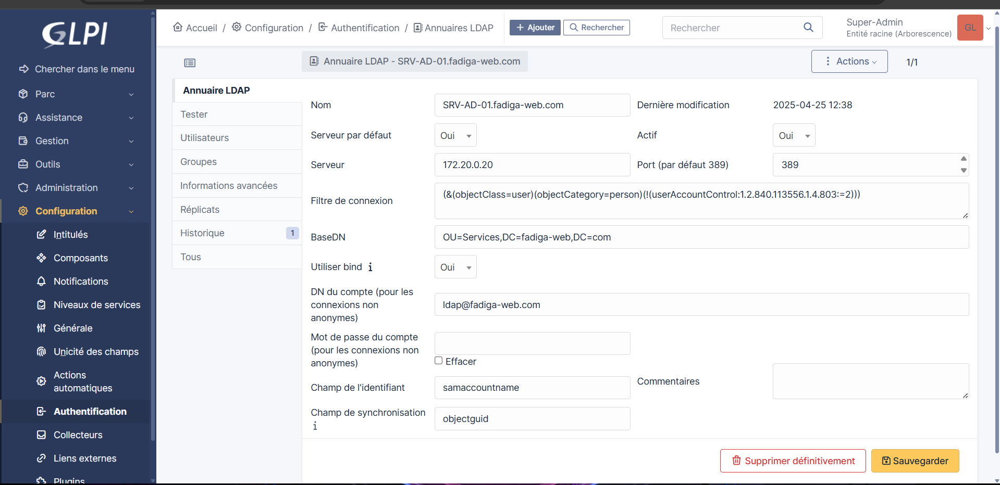 GLPI
Chercher dans le menu
Parc
Assistance
Gestion
Outils
Administration
Configuration
Intitulés
Composants
Notifications
Niveaux de services
Générale
Unicité des champs
Actions
automatiques
Authentification
Collecteurs
Liens externes
Plugins
Accueil / Configuration / Authentification / Annuaires LDAP
+ Ajouter
Rechercher
Rechercher
Super-Admin
Entité racine (Arborescence)
GL
Annuaire LDAP - SRV-AD-01.fadiga-web.com
Actions
1/1
Annuaire LDAP
Tester
Utilisateurs
Groupes
Informations avancées
Réplicats
Historique 1
Tous
Nom SRV-AD-01.fadiga-web.com Dernière modification 2025-04-25 12:38
Serveur par défaut Oui Actif Oui
Serveur 172.20.0.20 Port (par défaut 389) 389
Filtre de connexion (&(objectClass=user)(objectCategory=person)(!(userAccountControl:1.2.840.113556.1.4.803:=2)))
BaseDN OU=Services,DC=fadiga-web,DC=com
Utiliser bind i Oui
DN du compte (pour les
connexions non
anonymes)
ldap@fadiga-web.com
Mot de passe du compte
(pour les connexions non
anonymes)
Effacer
Champ de l'identifiant samaccountname Commentaires
Champ de synchronisation
i
objectguid
Supprimer définitivement
Sauvegarder